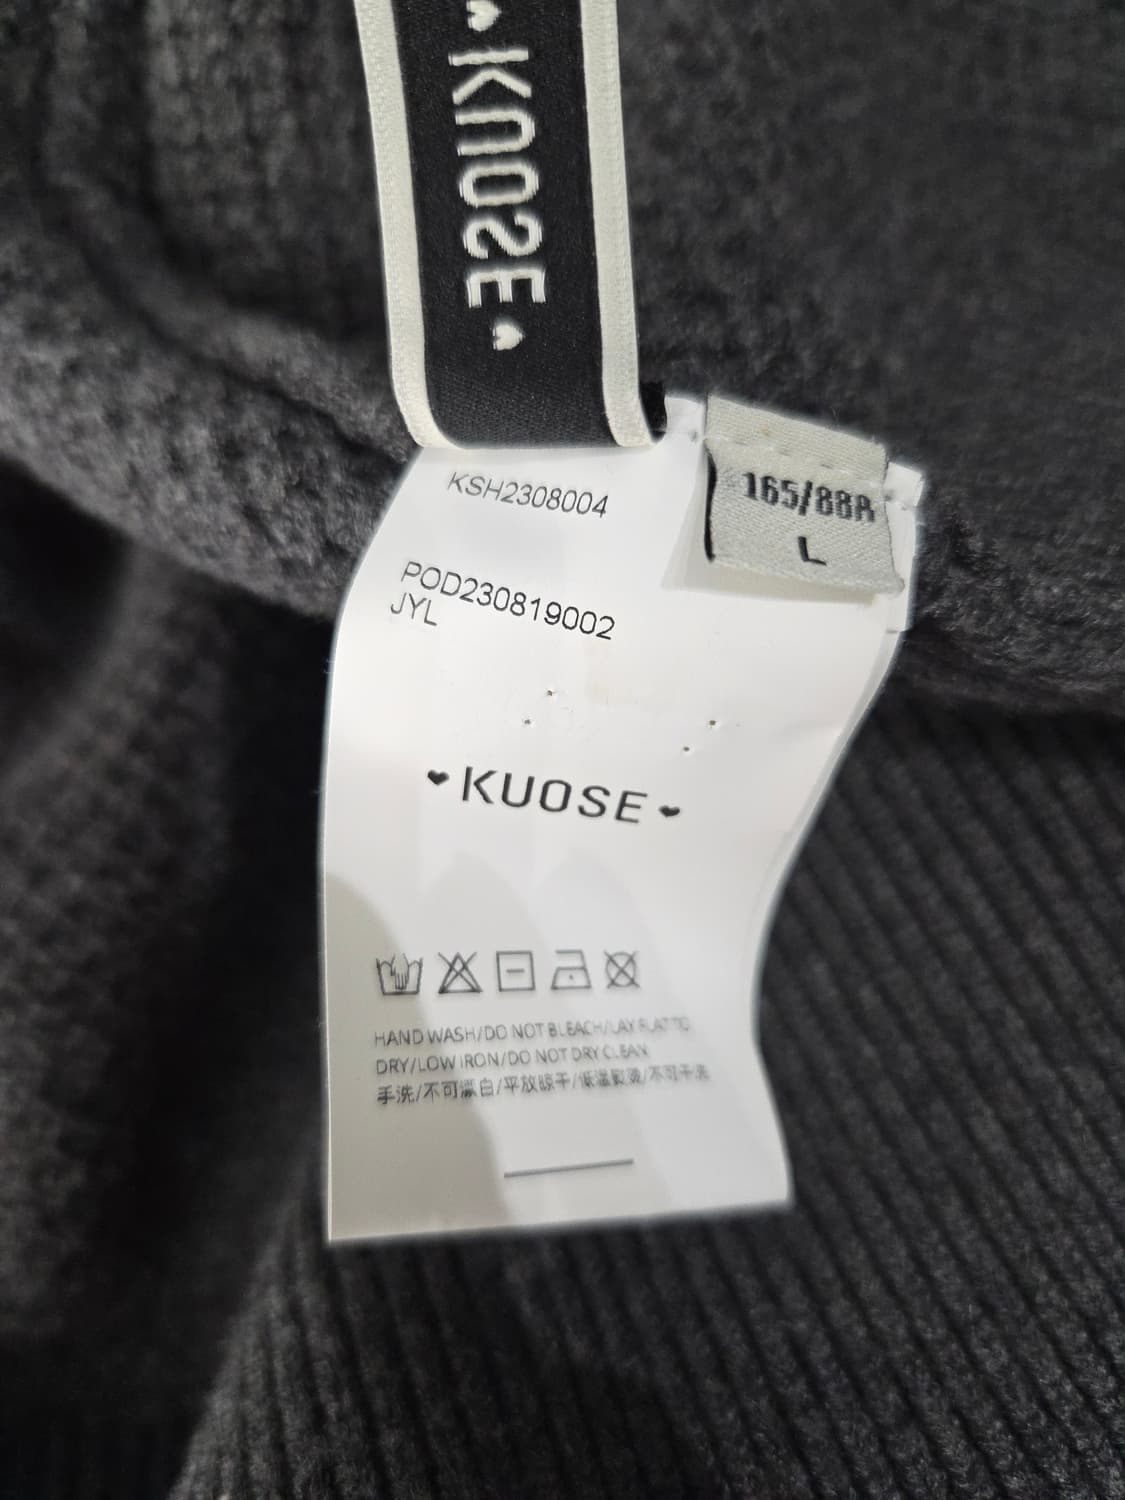 KUOSE
165/88A
L
KSH2308004
POD230819002
JYL
KUOSE
HAND WASH/DO NOT BLEACH/LAY FLAT TO
DRY/LOW IRON/DO NOT DRY CLEAN
手洗/不可漂白/平放晾干/低温熨烫/不可干洗